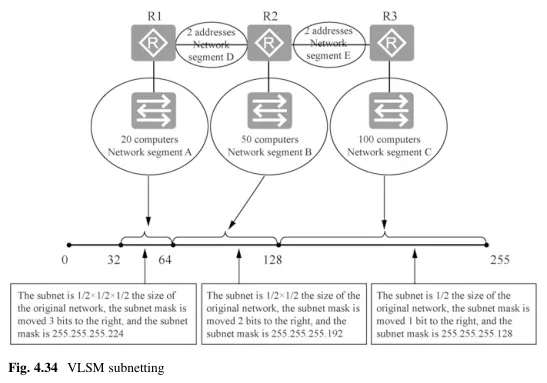 R1 R2 R3
2 addresses
Network
segment D
2 addresses
Network
segment E
R R R
20 computers
Network segment A
50 computers
Network segment B
100 computers
Network segment C
0 32 64 128 255
The subnet is 1/2×1/2×1/2 the size of
the original network, the subnet mask is
moved 3 bits to the right, and the subnet
mask is 255.255.255.224
The subnet is 1/2×1/2 the size of the
original network, the subnet mask is
moved 2 bits to the right, and the
subnet mask is 255.255.255.192
The subnet is 1/2 the size of the
original network, the subnet mask is
moved 1 bit to the right, and the
subnet mask is 255.255.255.128
Fig. 4.34 VLSM subnetting